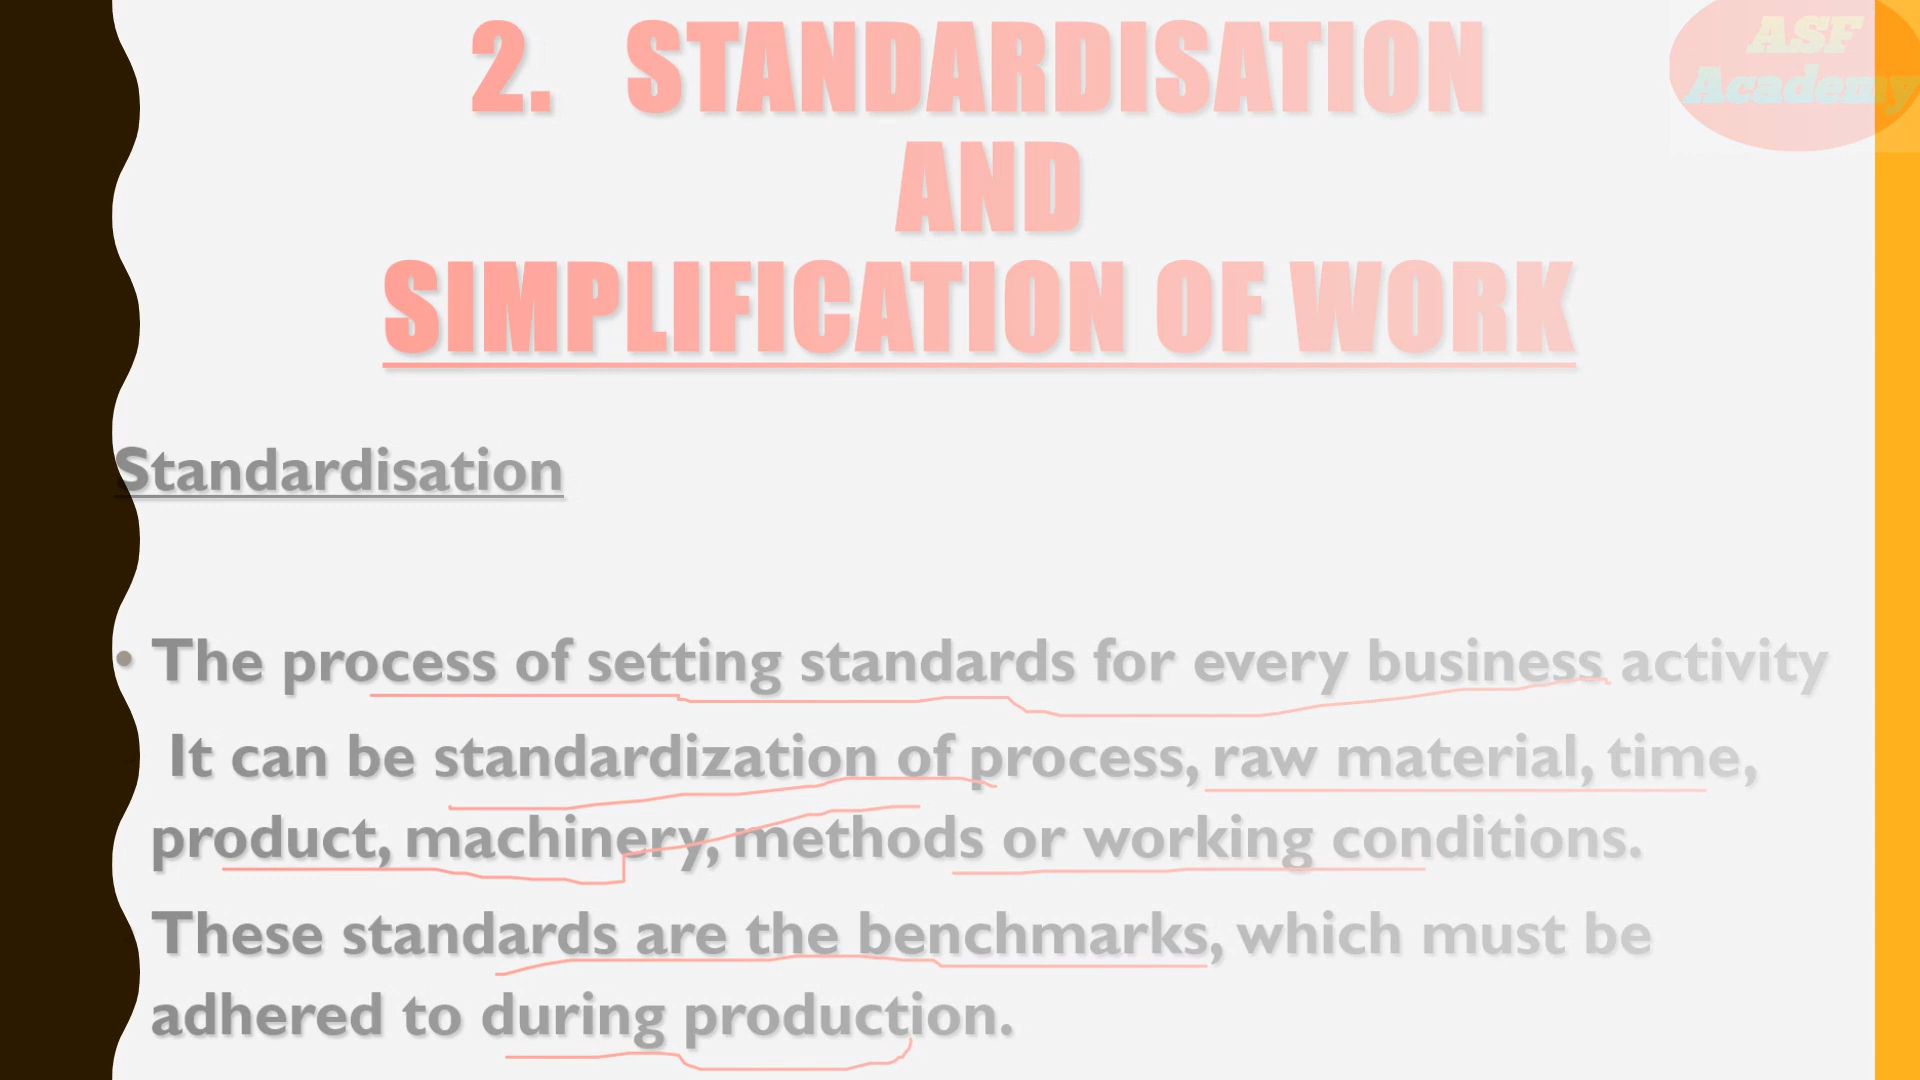 2. STANDARDISATION
AND
SIMPLIFICATION OF WORK
ASF
Academy
Standardisation
• The process of setting standards for every business activity
It can be standardization of process, raw material, time,
product, machinery, methods or working conditions.
These standards are the benchmarks, which must be
adhered to during production.